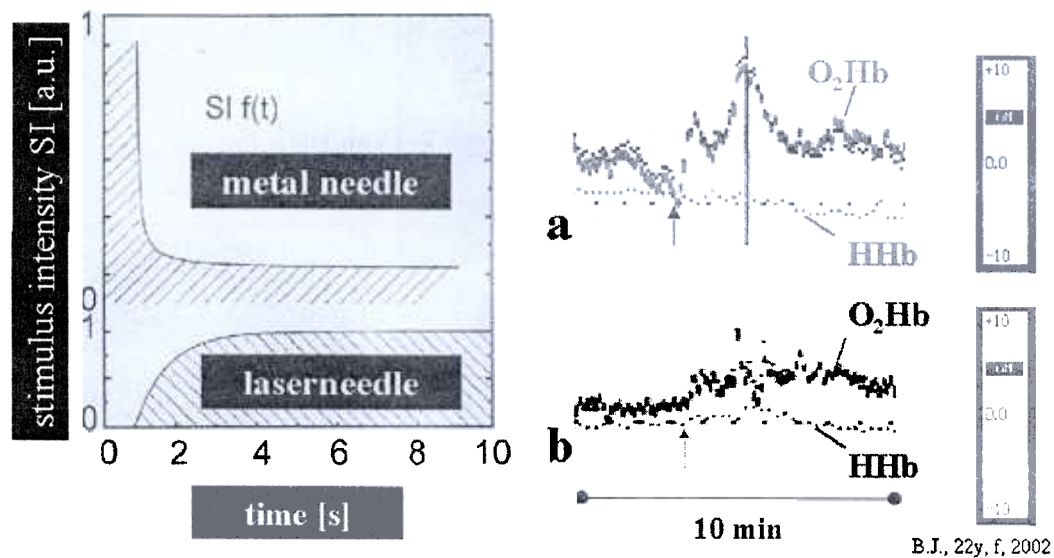 stimulus intensity SI [a.u.]
1
SI f(t)
metal needle
0
1
laserneedle
0
0 2 4 6 8 10
time [s]
O₂Hb
a
HHb
+10
0.0
-10
O₂Hb
b
HHb
+10
0.0
-10
10 min
B.J., 22y, f, 2002